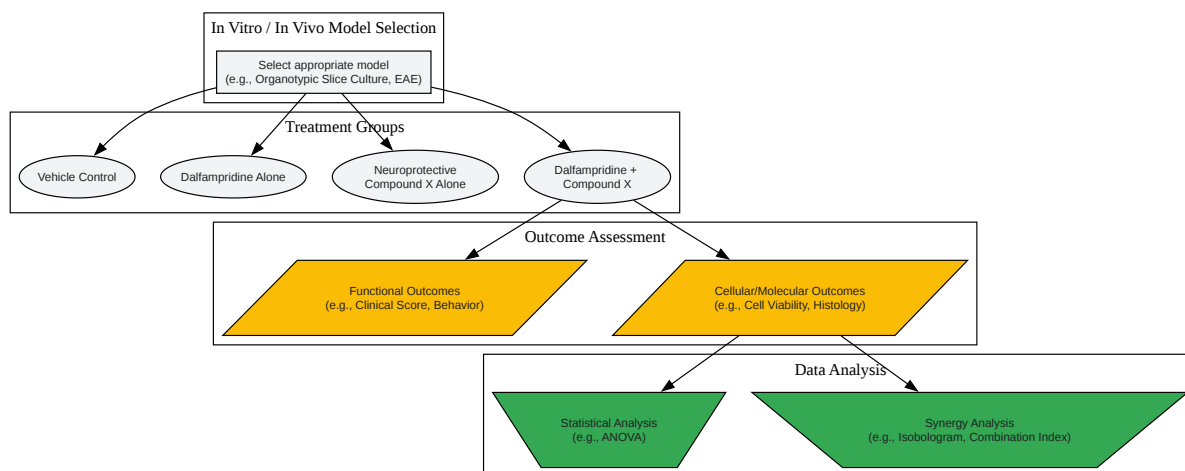 In Vitro / In Vivo Model Selection
Select appropriate model
(e.g., Organotypic Slice Culture, EAE)
Treatment Groups
Vehicle Control
Dalfampridine Alone
Neuroprotective
Compound X Alone
Dalfampridine +
Compound X
Outcome Assessment
Functional Outcomes
(e.g., Clinical Score, Behavior)
Cellular/Molecular Outcomes
(e.g., Cell Viability, Histology)
Data Analysis
Statistical Analysis
(e.g., ANOVA)
Synergy Analysis
(e.g., Isobologram, Combination Index)